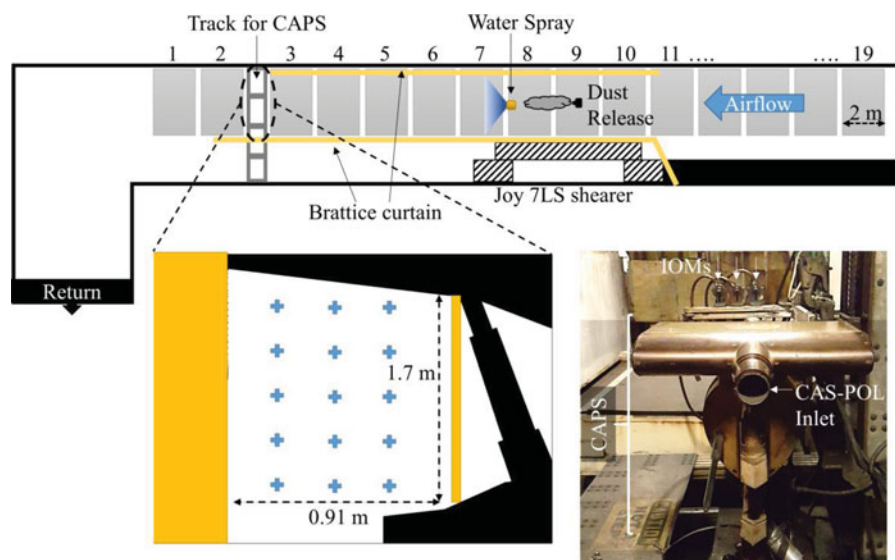 Track for CAPS
Water Spray
1 2 3 4 5 6 7 8 9 10 11 .... .... 19
Dust
Release
Airflow
2 m
Brattice curtain
Joy 7LS shearer
Return
1.7 m
0.91 m
IOMs
CAPS
CAS-POL
Inlet